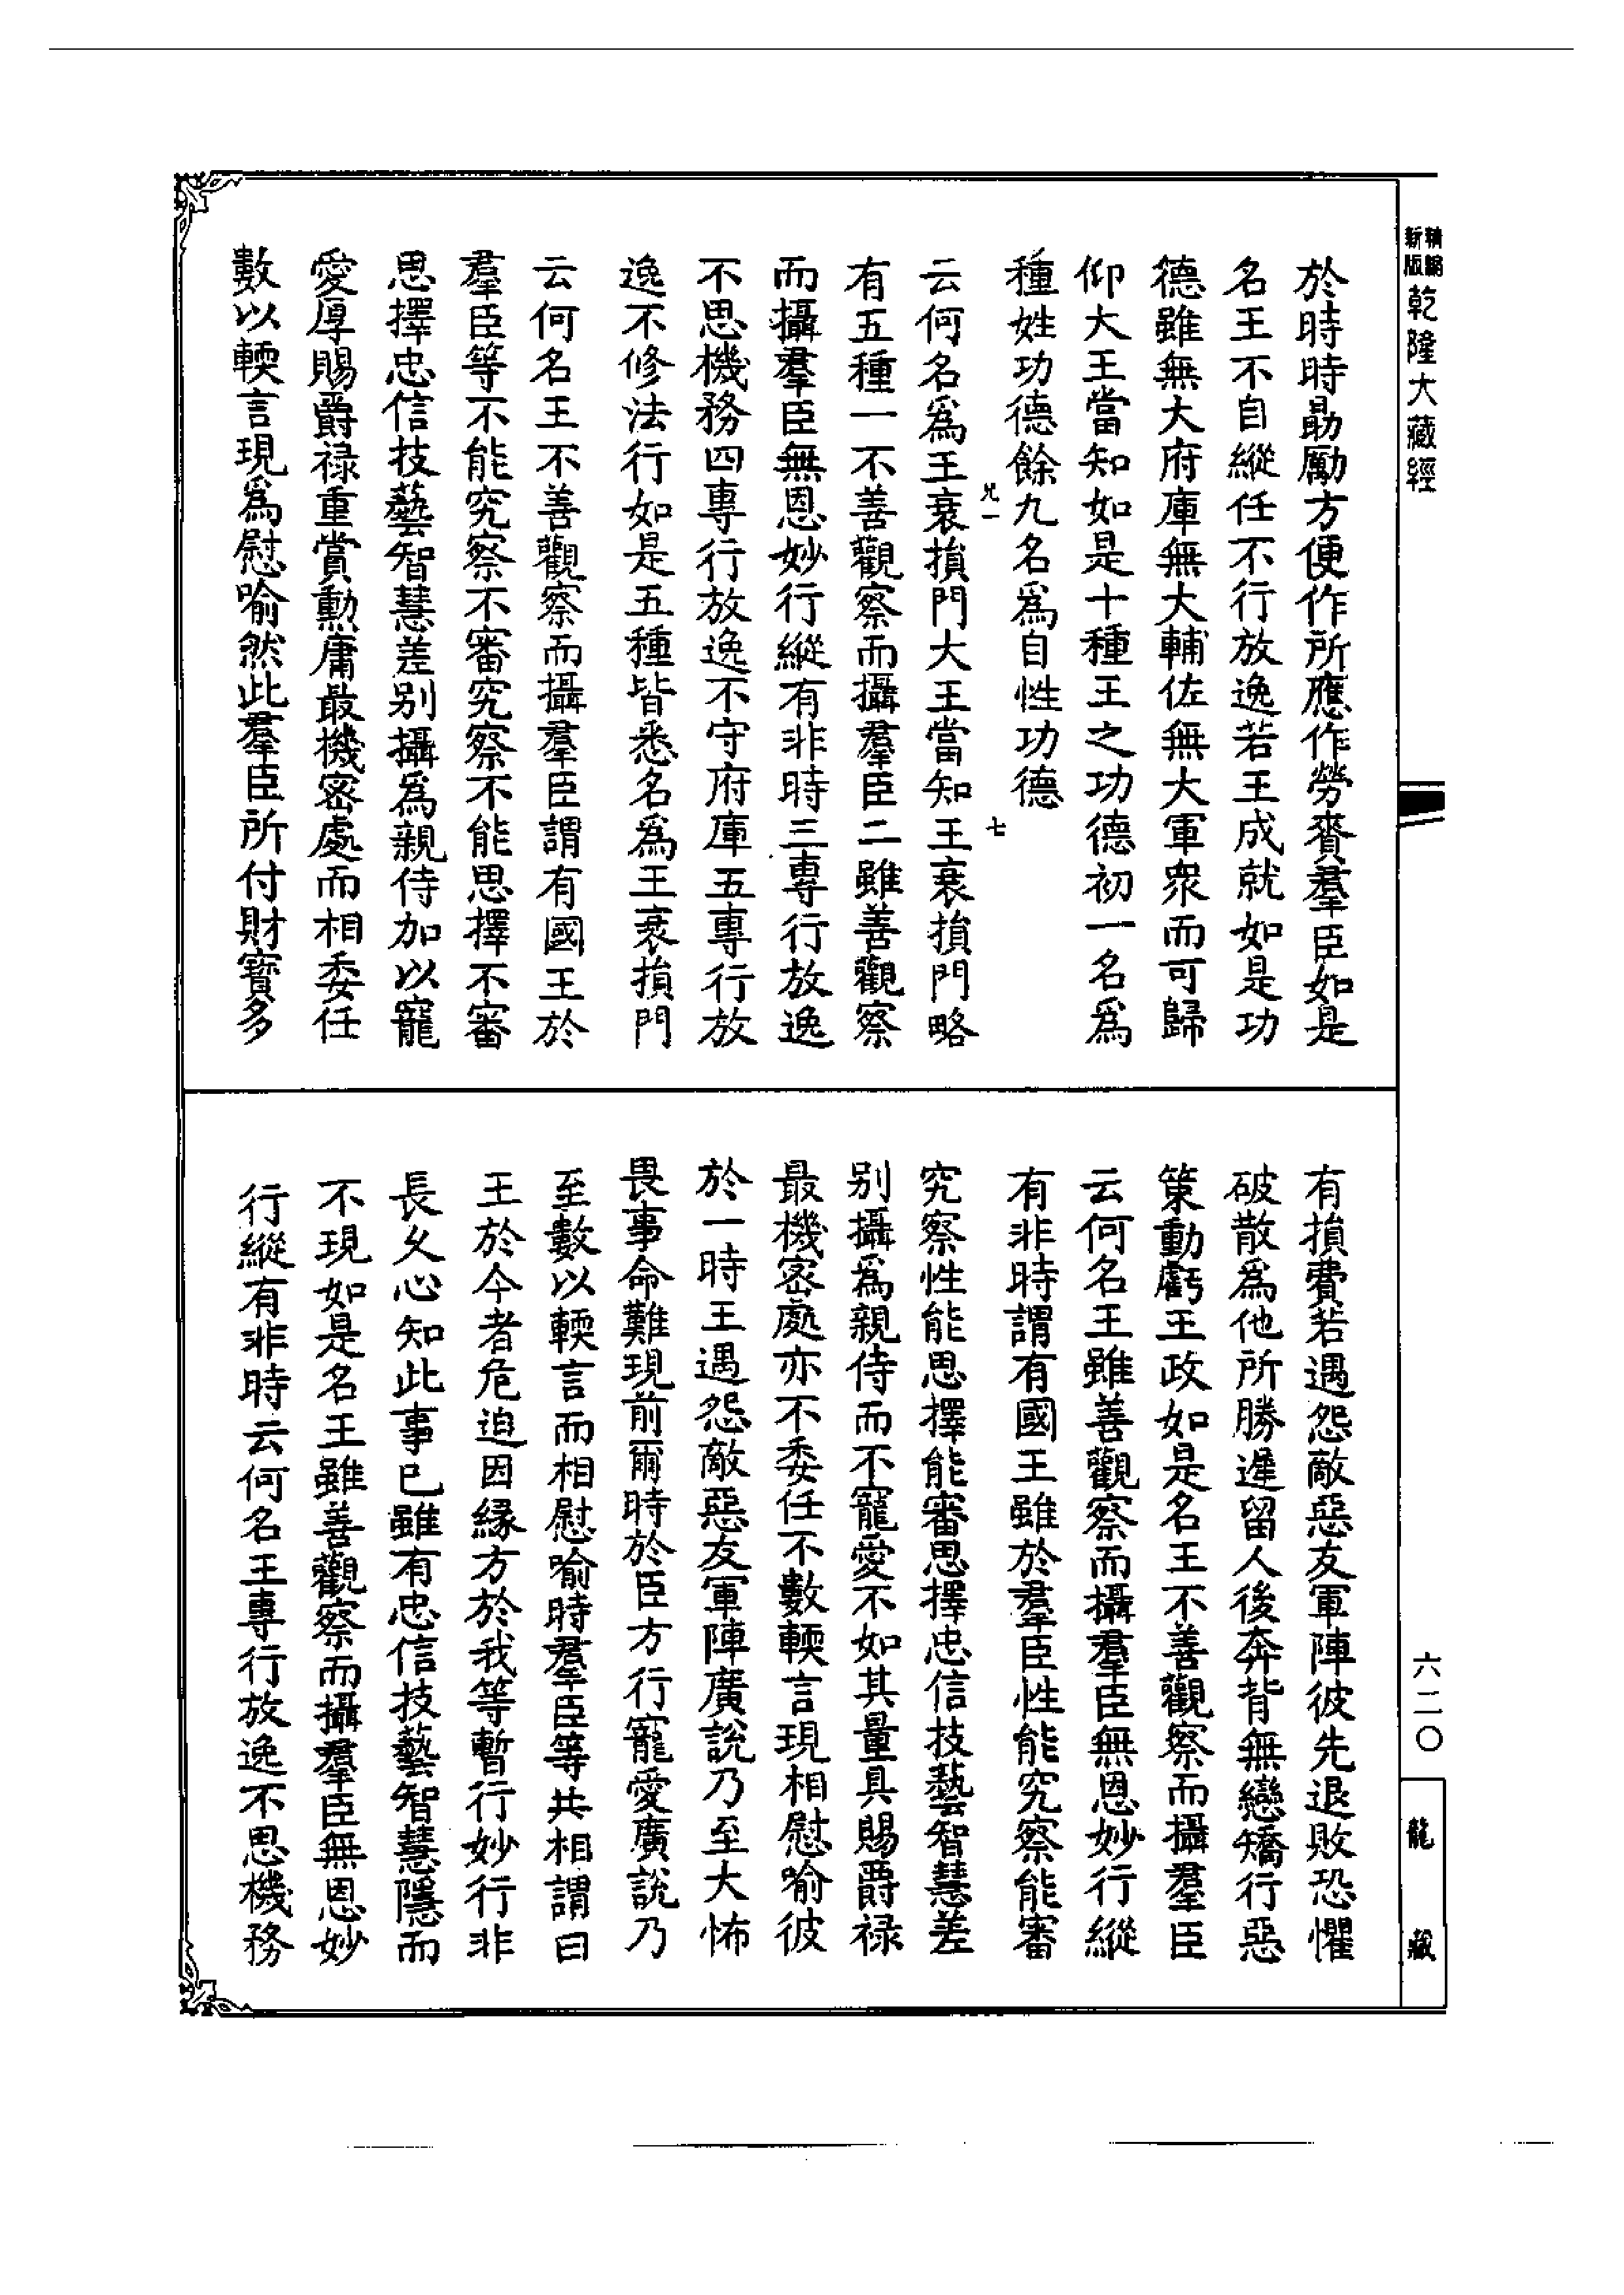 精編
新版
乾隆大藏經
於時時勗勵方便作所應作勞賚羣臣如是
名王不自縱任不行放逸若王成就如是功
德雖無大府庫無大輔佐無大軍眾而可歸
仰大王當知如是十種王之功德初一名爲
種姓功德餘九名爲自性功德
兄一
七
云何名爲王衰損門大王當知王衰損門略
有五種一不善觀察而攝羣臣二雖善觀察
而攝羣臣無恩妙行縱有非時三專行放逸
不思機務四專行放逸不守府庫五專行放
逸不修法行如是五種皆悉名爲王衰損門
云何名王不善觀察而攝羣臣謂有國王於
羣臣等不能究察不審究察不能思擇不審
思擇忠信技藝智慧差别攝爲親侍加以寵
愛厚賜爵禄重賞勳庸最機密處而相委任
數以輭言現爲慰喻然此羣臣所付財寶多
有損費若遇怨敵惡友軍陣彼先退敗恐懼
破散爲他所勝遲留人後奔背無戀矯行惡
策動虧王政如是名王不善觀察而攝羣臣
云何名王雖善觀察而攝羣臣無恩妙行縱
有非時謂有國王雖於羣臣性能究察能審
究察性能思擇能審思擇忠信技藝智慧差
别攝爲親侍而不寵愛不如其量具賜爵禄
最機密處亦不委任不數輭言現相慰喻彼
於一時王遇怨敵惡友軍陣廣說乃至大怖
畏事命難現前爾時於臣方行寵愛廣說乃
至數以輭言而相慰喻時羣臣等共相謂曰
王於今者危迫因緣方於我等暫行妙行非
長久心知此事已雖有忠信技藝智慧隱而
不現如是名王雖善觀察而攝羣臣無恩妙
行縱有非時云何名王專行放逸不思機務
六二〇
龍藏